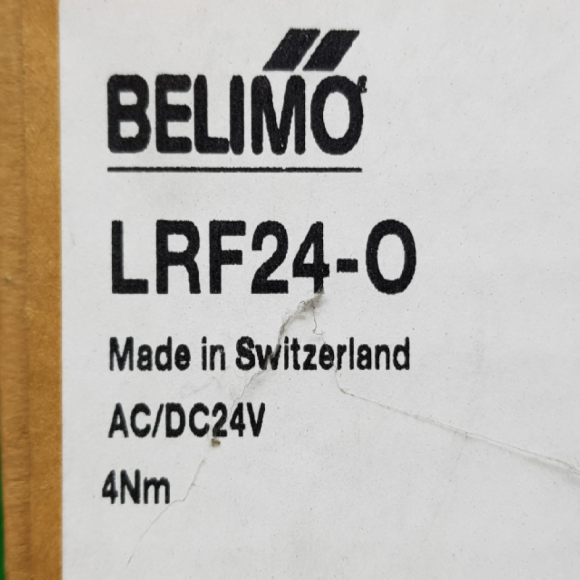 BELIMO
LRF24-O
Made in Switzerland
AC/DC24V
4Nm